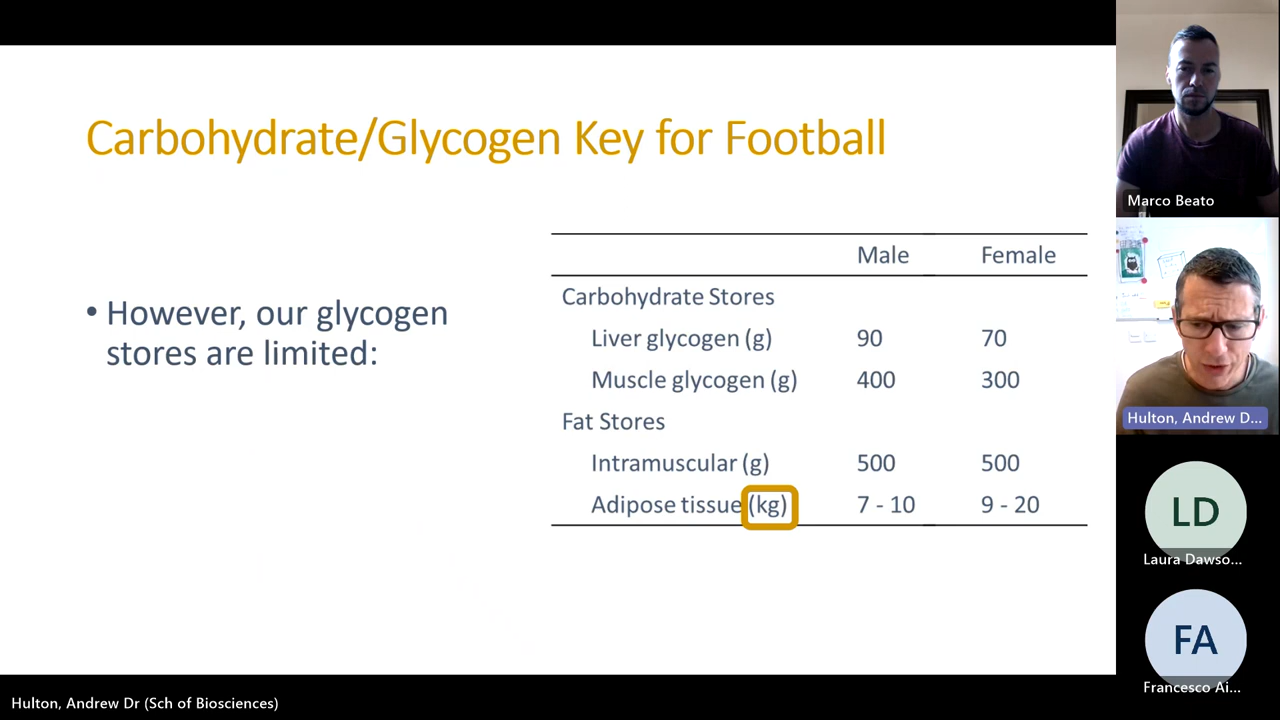 Carbohydrate/Glycogen Key for Football
• However, our glycogen
stores are limited:
Male Female
Carbohydrate Stores
Liver glycogen (g) 90 70
Muscle glycogen (g) 400 300
Fat Stores
Intramuscular (g) 500 500
Adipose tissue (kg) 7 - 10 9 - 20
Marco Beato
Hulton, Andrew D...
LD
Laura Dawso...
FA
Francesco Ai...
Hulton, Andrew Dr (Sch of Biosciences)